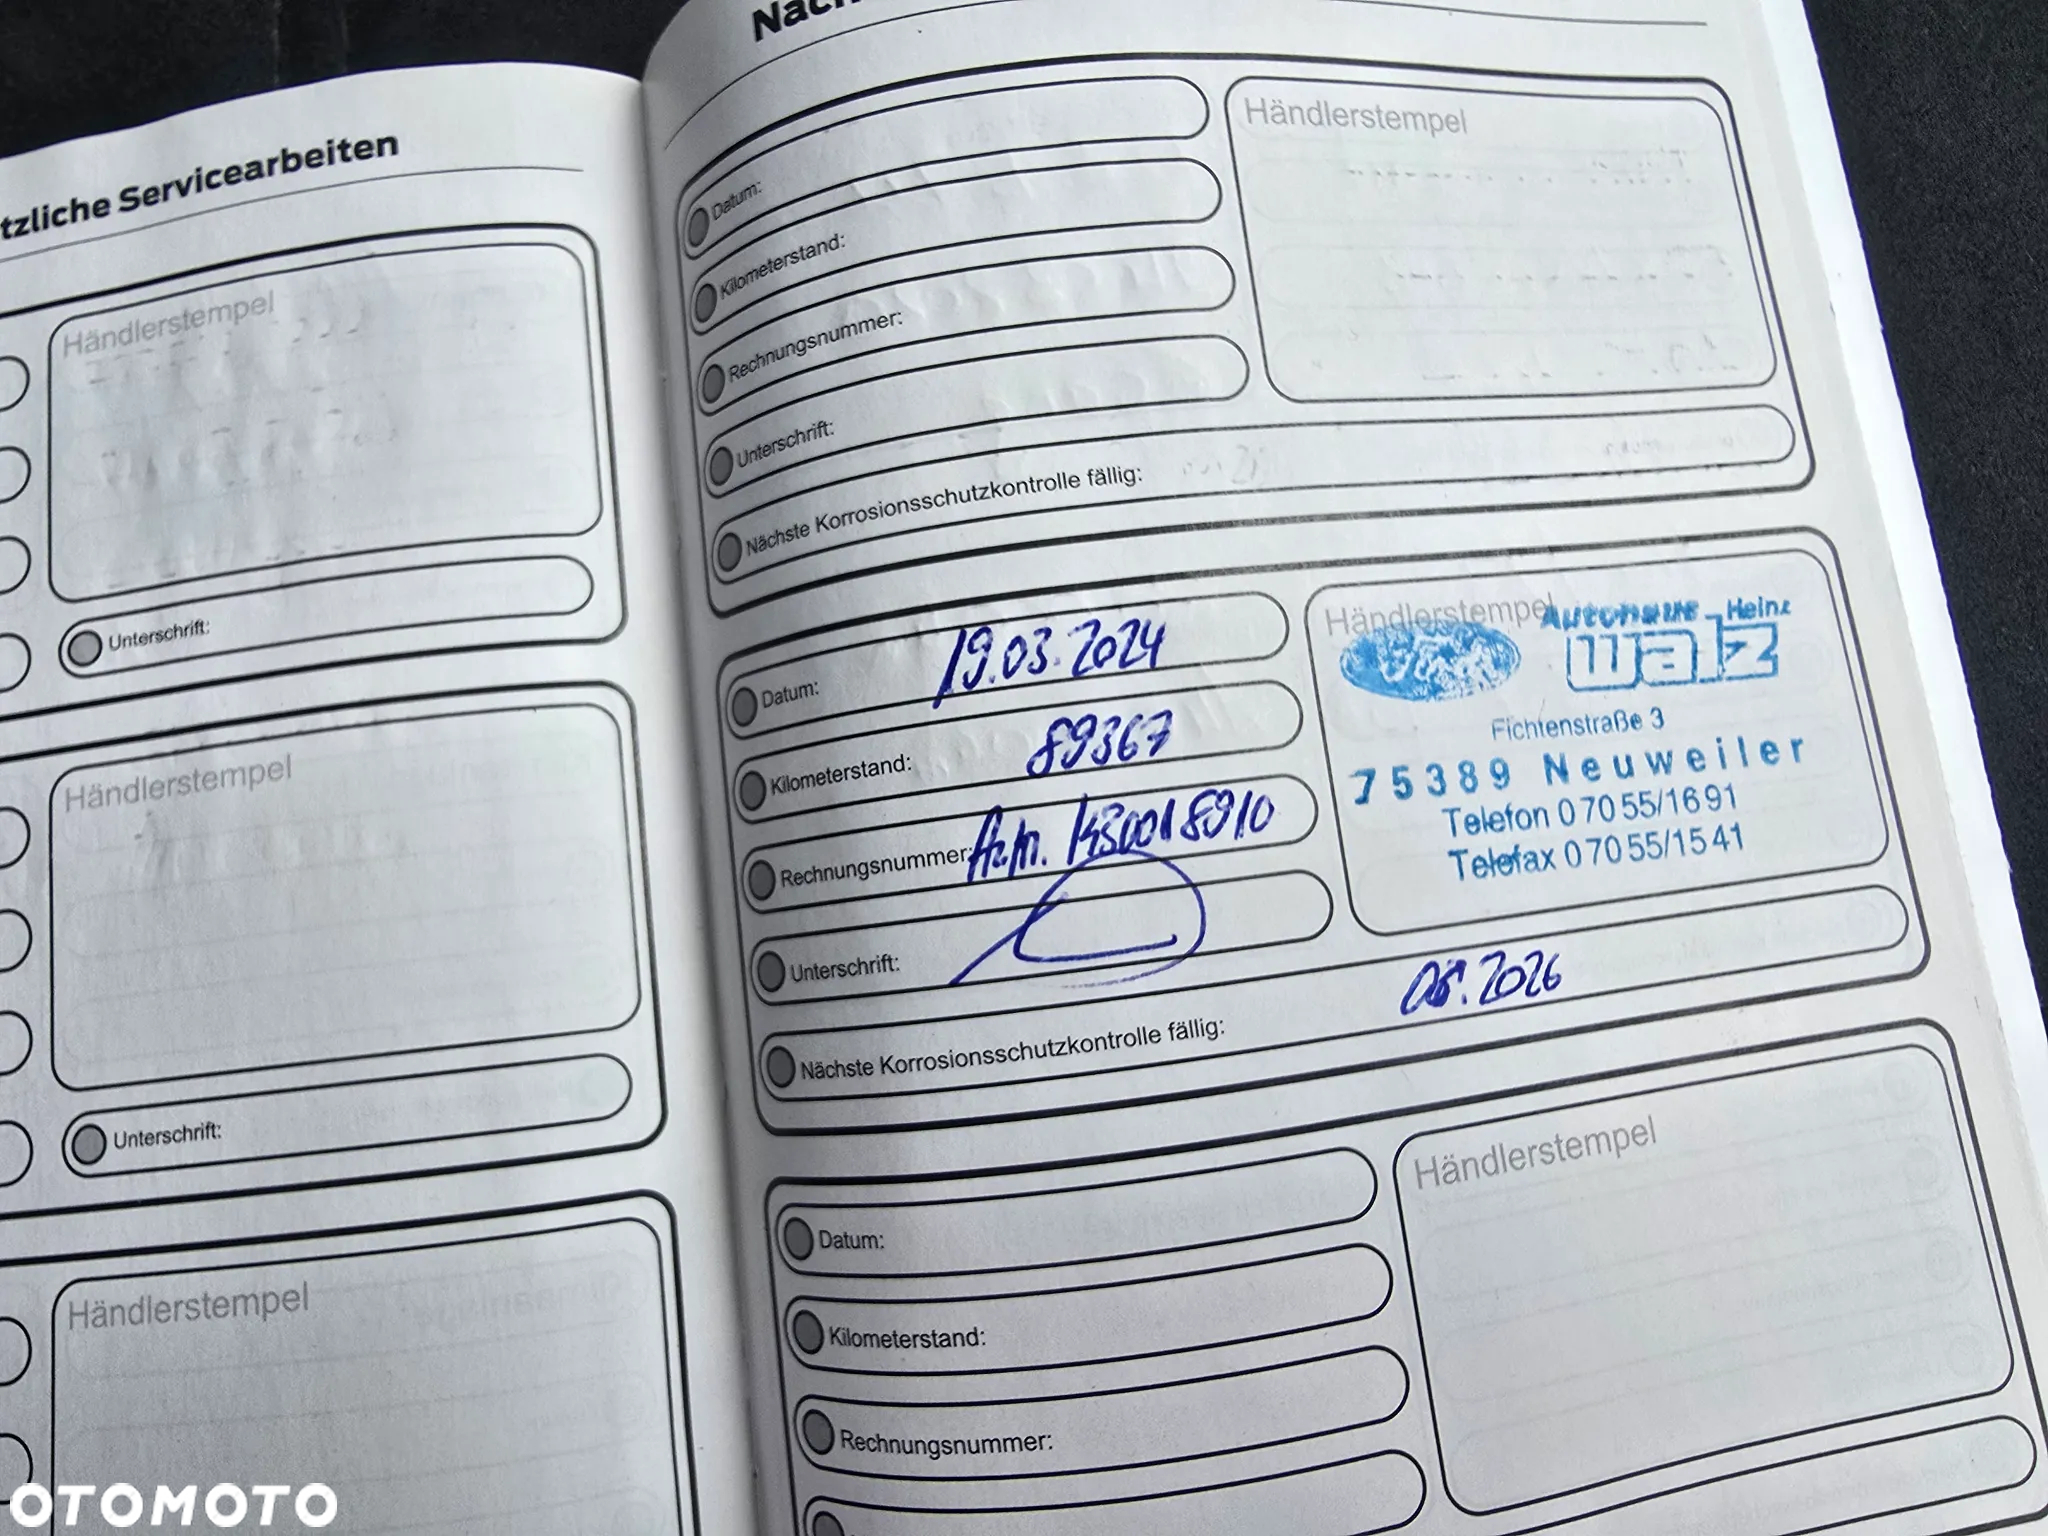 tzliche Servicearbeiten
Händlerstempel
Unterschrift:
Händlerstempel
Unterschrift:
Händlerstempel
Nach
Datum:
Kilometerstand:
Rechnungsnummer:
Unterschrift:
Händlerstempel
Nächste Korrosionsschutzkontrolle fällig:
Datum: 19.03.2024
Kilometerstand: 89367
Rechnungsnummer:
Unterschrift:
Händlerstempel
Ford
Autohaus Heinz
walz
Fichtenstraße 3
75389 Neuweiler
Telefon 07055/1691
Telefax 07055/1541
Nächste Korrosionsschutzkontrolle fällig: 08.2026
Datum:
Kilometerstand:
Rechnungsnummer:
Händlerstempel
OTOMOTO